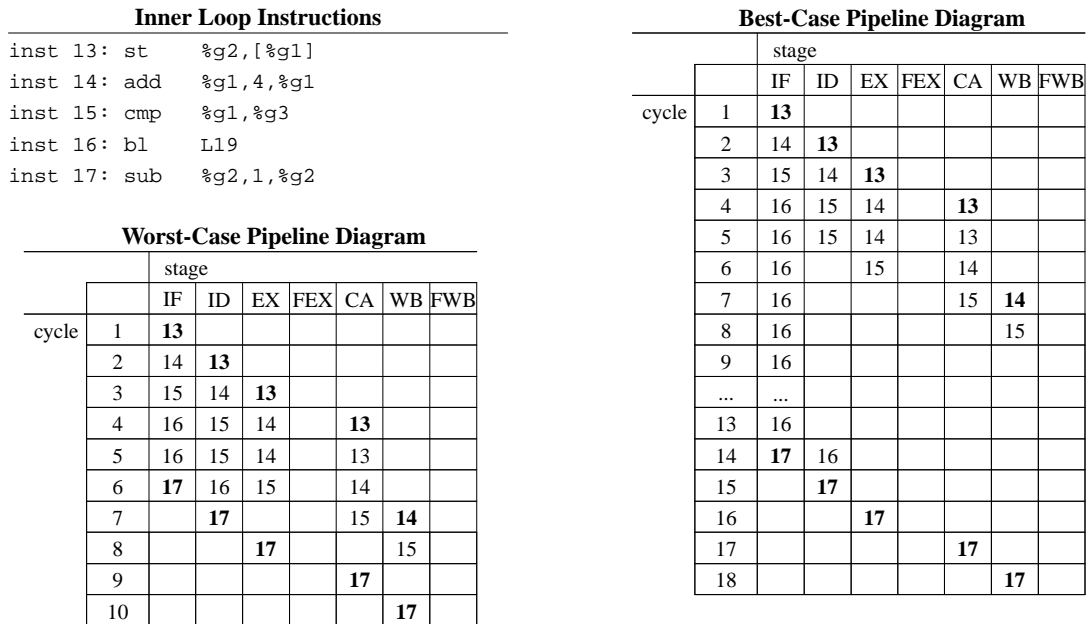 Inner Loop Instructions
inst 13: st %g2,[%g1]
inst 14: add %g1,4,%g1
inst 15: cmp %g1,%g3
inst 16: bl L19
inst 17: sub %g2,1,%g2
Worst-Case Pipeline Diagram
stage
IF ID EX FEX CA WB FWB
cycle 1 13
2 14 13
3 15 14 13
4 16 15 14 13
5 16 15 14 13
6 17 16 15 14
7 17 15 14
8 17 15
9 17
10 17
Best-Case Pipeline Diagram
stage
IF ID EX FEX CA WB FWB
cycle 1 13
2 14 13
3 15 14 13
4 16 15 14 13
5 16 15 14 13
6 16 15 14
7 16 15 14
8 16 15
9 16
... ...
13 16
14 17 16
15 17
16 17
17 17
18 17